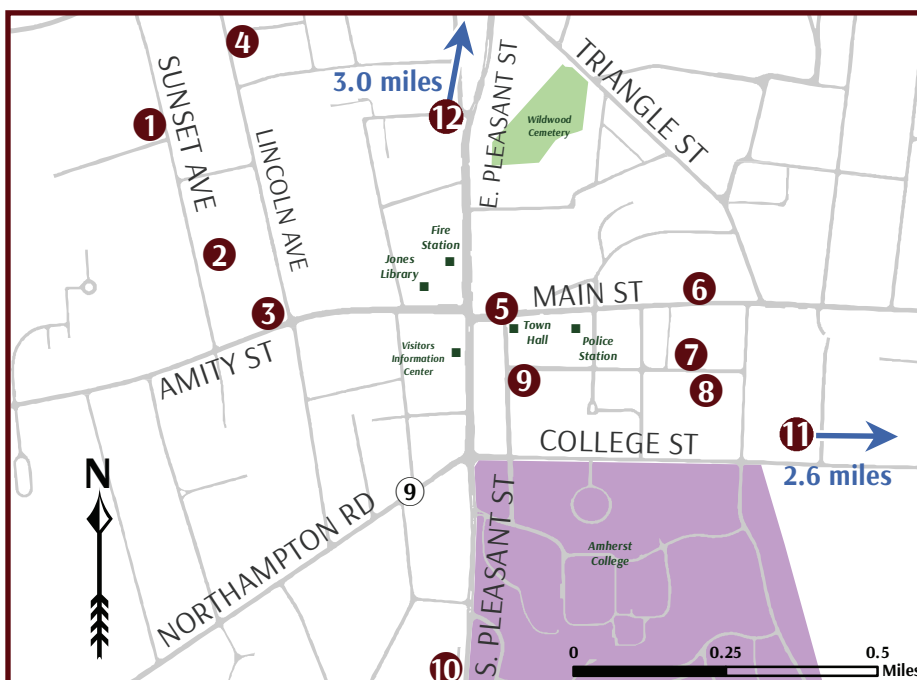 4
SUNSET AVE
3.0 miles
E. PLEASANT ST
TRIANGLE ST
1
12
Wildwood
Cemetery
LINCOLN AVE
2
Fire
Station
Jones
Library
6
MAIN ST
3
5
Town
Hall
Police
Station
AMITY ST
Visitors
Information
Center
7
9
8
11
COLLEGE ST
2.6 miles
N
9
NORTHAMPTON RD
S. PLEASANT ST
Amherst
College
10
0 0.25 0.5
Miles